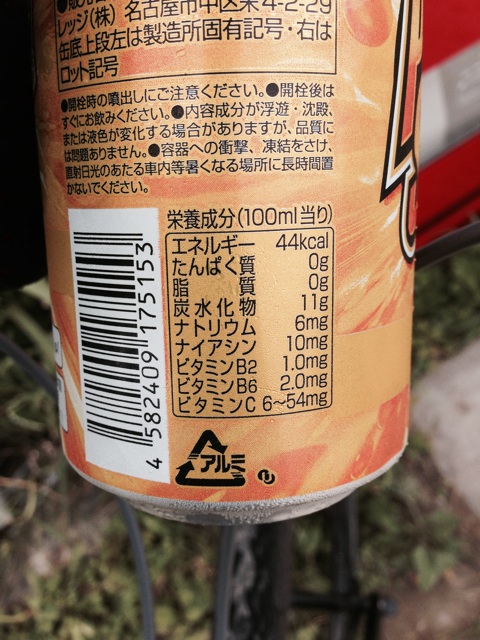 レッジ(株) 名古屋市中区栄4-2-29
缶底上段左は製造所固有記号・右は
ロット記号
●開栓時の噴出しにご注意ください。●開栓後は
すぐにお飲みください。●内容成分が浮遊・沈殿、
または液色が変化する場合がありますが、品質に
は問題ありません。●容器への衝撃、凍結をさけ、
直射日光のあたる車内等暑くなる場所に長時間置
かないでください。
栄養成分(100ml当り)
エネルギー 44kcal
たんぱく質 0g
脂質 0g
炭水化物 11g
ナトリウム 6mg
ナイアシン 10mg
ビタミンB2 1.0mg
ビタミンB6 2.0mg
ビタミンC 6~54mg
4 582409 175153
アルミ